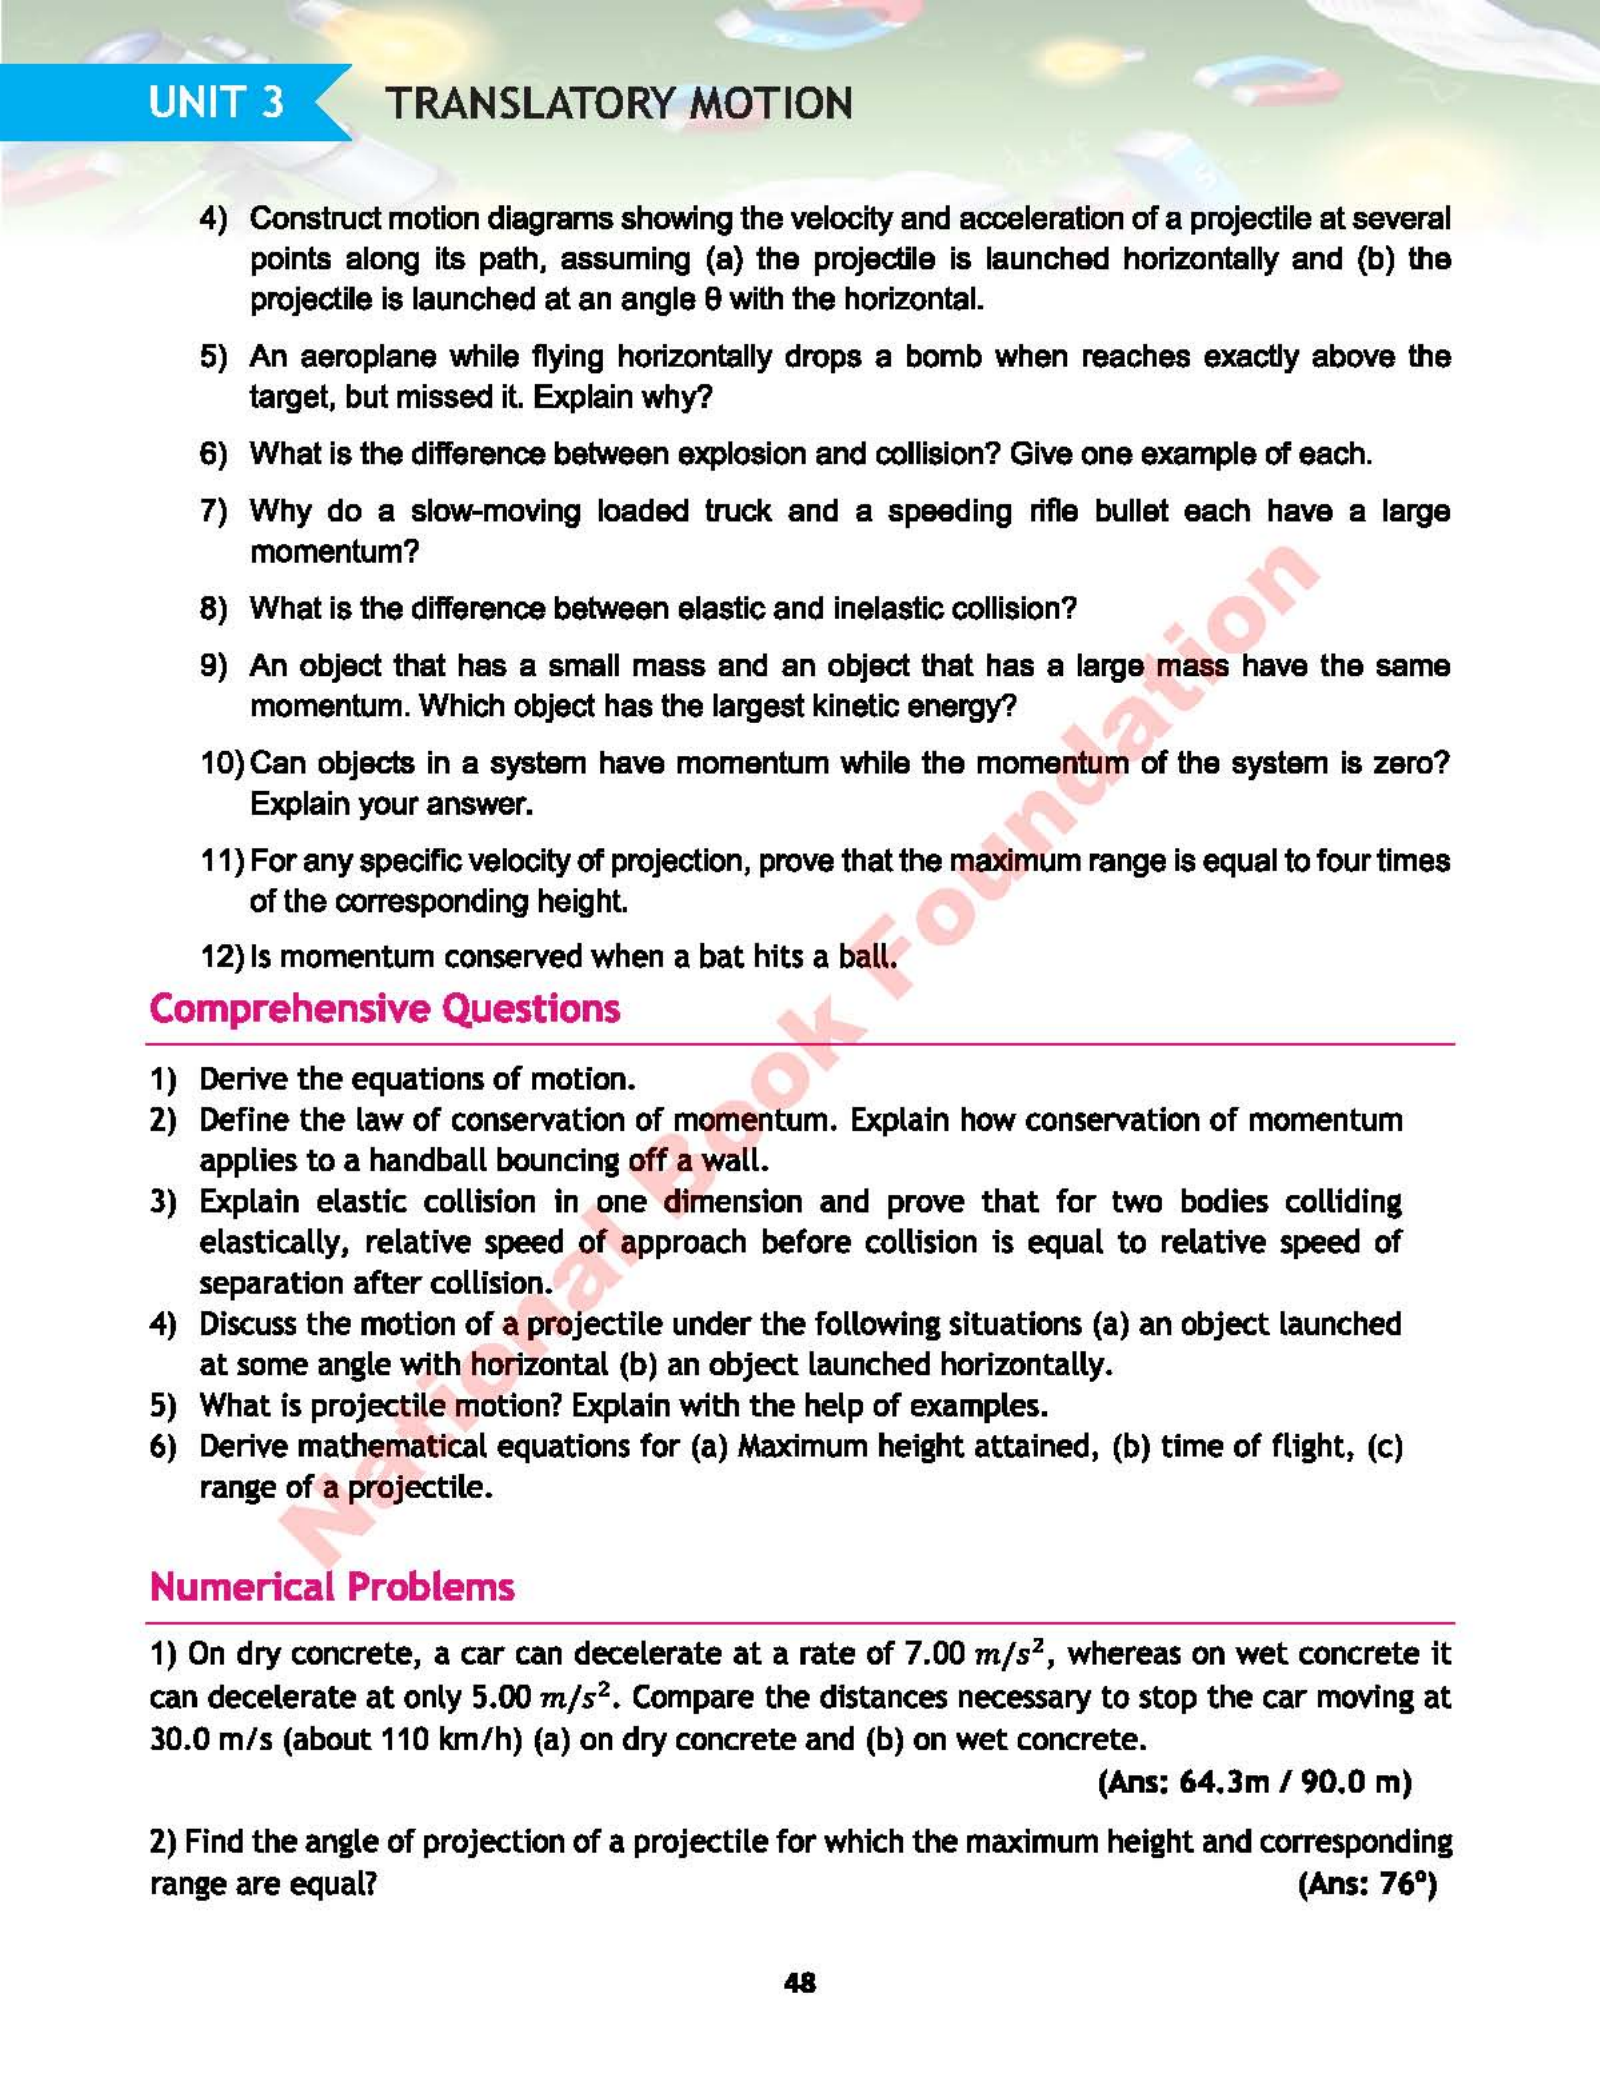 UNIT 3 TRANSLATORY MOTION
4) Construct motion diagrams showing the velocity and acceleration of a projectile at several
points along its path, assuming (a) the projectile is launched horizontally and (b) the
projectile is launched at an angle θ with the horizontal.
5) An aeroplane while flying horizontally drops a bomb when reaches exactly above the
target, but missed it. Explain why?
6) What is the difference between explosion and collision? Give one example of each.
7) Why do a slow-moving loaded truck and a speeding rifle bullet each have a large
momentum?
8) What is the difference between elastic and inelastic collision?
9) An object that has a small mass and an object that has a large mass have the same
momentum. Which object has the largest kinetic energy?
10) Can objects in a system have momentum while the momentum of the system is zero?
Explain your answer.
11) For any specific velocity of projection, prove that the maximum range is equal to four times
of the corresponding height.
12) Is momentum conserved when a bat hits a ball.
Comprehensive Questions
1) Derive the equations of motion.
2) Define the law of conservation of momentum. Explain how conservation of momentum
applies to a handball bouncing off a wall.
3) Explain elastic collision in one dimension and prove that for two bodies colliding
elastically, relative speed of approach before collision is equal to relative speed of
separation after collision.
4) Discuss the motion of a projectile under the following situations (a) an object launched
at some angle with horizontal (b) an object launched horizontally.
5) What is projectile motion? Explain with the help of examples.
6) Derive mathematical equations for (a) Maximum height attained, (b) time of flight, (c)
range of a projectile.
Numerical Problems
1) On dry concrete, a car can decelerate at a rate of 7.00 m/s², whereas on wet concrete it
can decelerate at only 5.00 m/s². Compare the distances necessary to stop the car moving at
30.0 m/s (about 110 km/h) (a) on dry concrete and (b) on wet concrete.
(Ans: 64.3m / 90.0 m)
2) Find the angle of projection of a projectile for which the maximum height and corresponding
range are equal? (Ans: 76°)
48
National Book Foundation